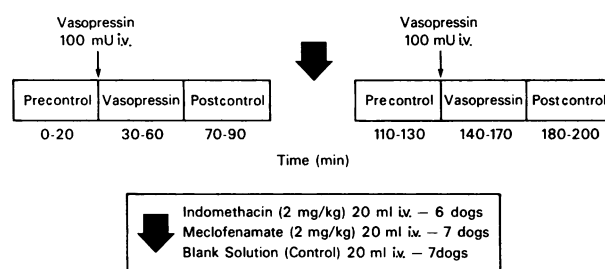 Vasopressin
100 mU i.v.
Vasopressin
100 mU i.v.
Precontrol Vasopressin Postcontrol
Precontrol Vasopressin Postcontrol
0-20 30-60 70-90
110-130 140-170 180-200
Time (min)
Indomethacin (2 mg/kg) 20 ml i.v. – 6 dogs
Meclofenamate (2 mg/kg) 20 ml i.v. – 7 dogs
Blank Solution (Control) 20 ml i.v. – 7dogs